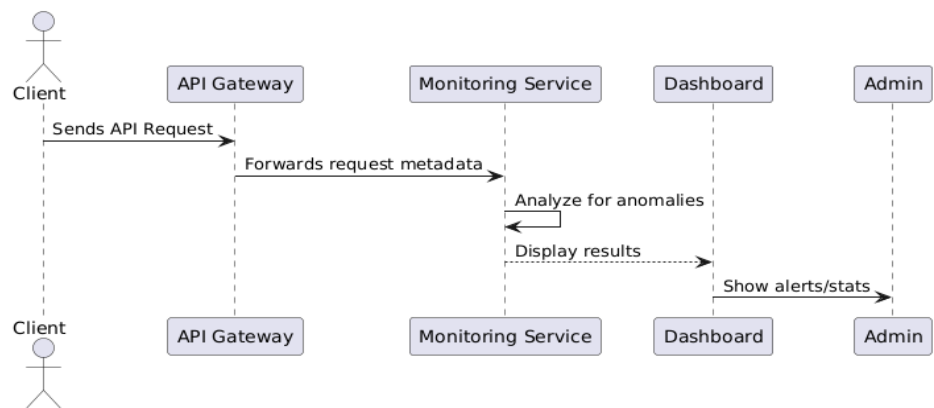 Client
API Gateway
Monitoring Service
Dashboard
Admin
Sends API Request
Forwards request metadata
Analyze for anomalies
Display results
Show alerts/stats
Client
API Gateway
Monitoring Service
Dashboard
Admin